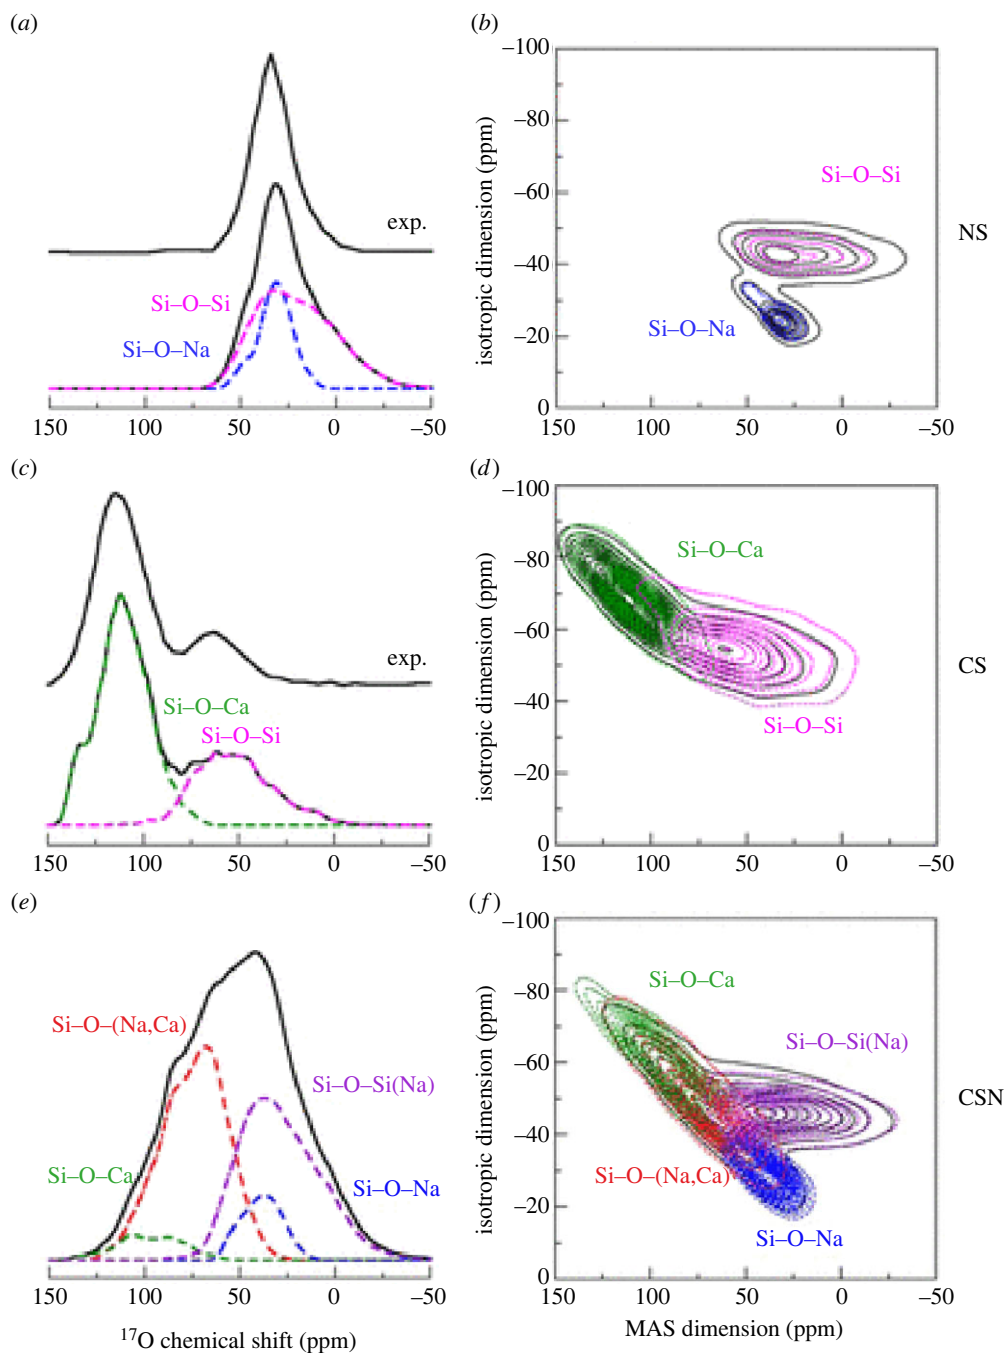 (a)
exp.
Si–O–Si
Si–O–Na
150 100 50 0 –50
(b)
isotropic dimension (ppm)
–100
–80
–60
–40
–20
0
Si–O–Si
Si–O–Na
150 100 50 0 –50
NS
(c)
exp.
Si–O–Ca
Si–O–Si
150 100 50 0 –50
(d)
isotropic dimension (ppm)
–100
–80
–60
–40
–20
0
Si–O–Ca
Si–O–Si
150 100 50 0 –50
CS
(e)
Si–O–(Na,Ca)
Si–O–Si(Na)
Si–O–Ca
Si–O–Na
150 100 50 0 –50
17O chemical shift (ppm)
(f)
isotropic dimension (ppm)
–100
–80
–60
–40
–20
0
Si–O–Ca
Si–O–Si(Na)
Si–O–(Na,Ca)
Si–O–Na
150 100 50 0 –50
MAS dimension (ppm)
CSN